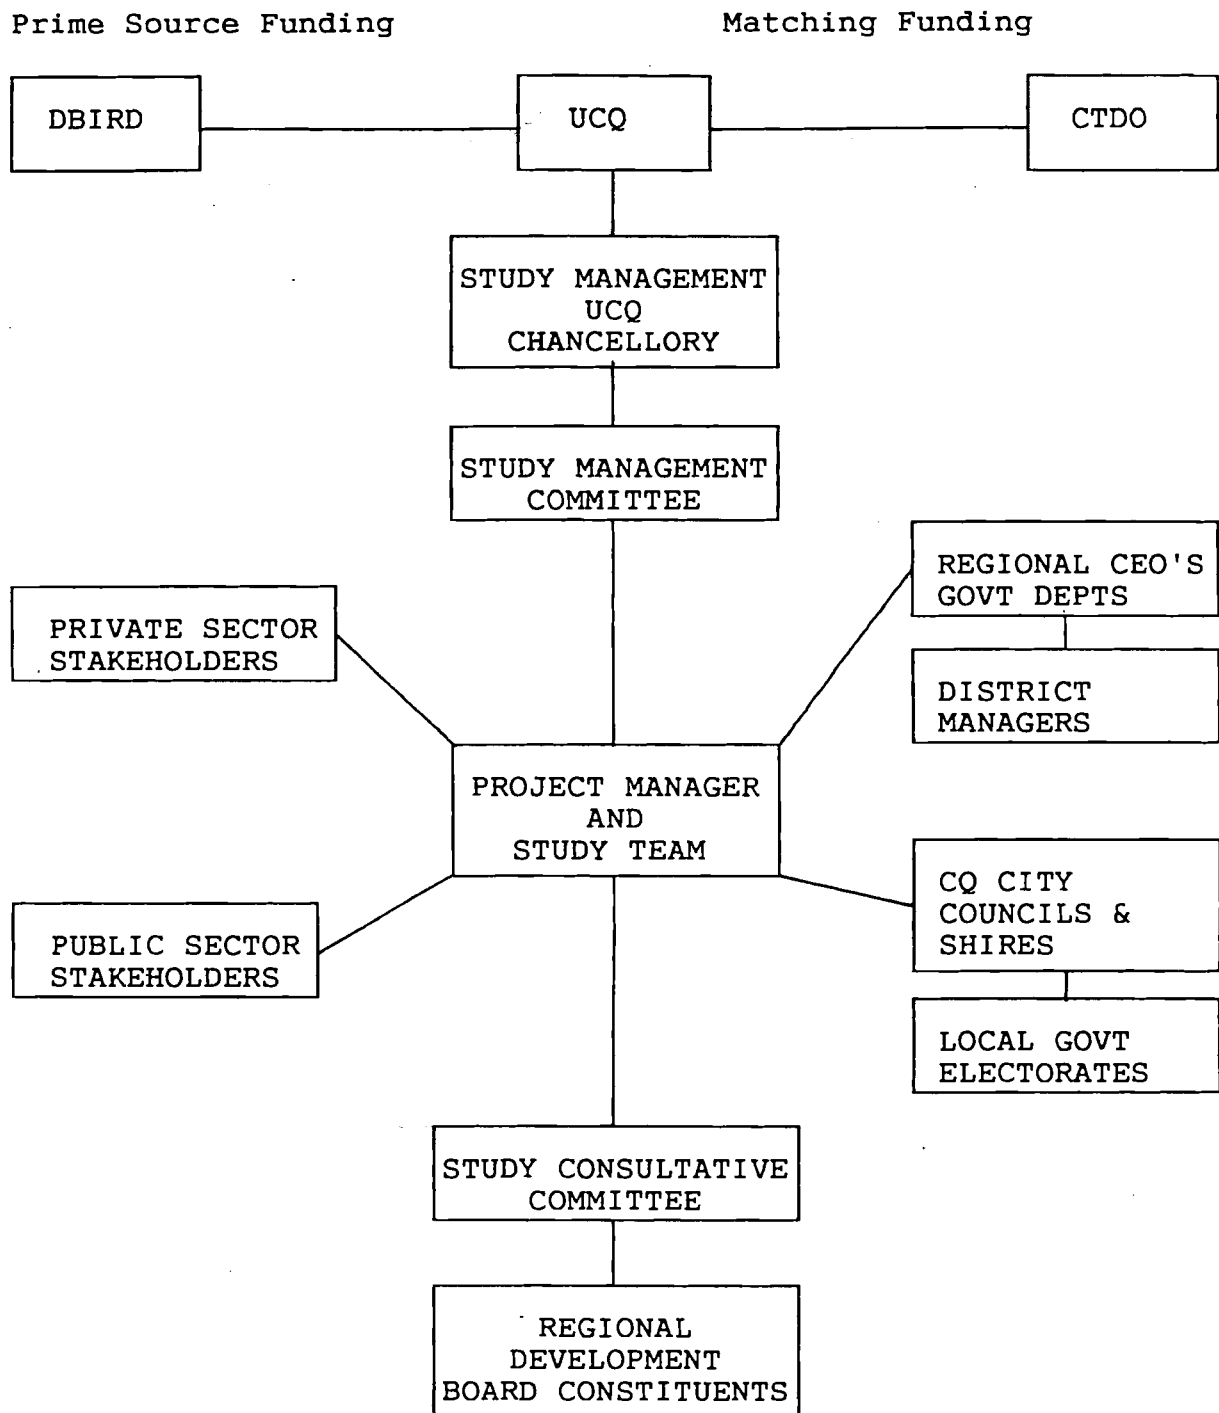 Prime Source Funding
Matching Funding
DBIRD
UCQ
CTDO
STUDY MANAGEMENT
UCQ
CHANCELLORY
STUDY MANAGEMENT
COMMITTEE
REGIONAL CEO'S
GOVT DEPTS
PRIVATE SECTOR
STAKEHOLDERS
DISTRICT
MANAGERS
PROJECT MANAGER
AND
STUDY TEAM
CQ CITY
COUNCILS &
SHIRES
PUBLIC SECTOR
STAKEHOLDERS
LOCAL GOVT
ELECTORATES
STUDY CONSULTATIVE
COMMITTEE
REGIONAL
DEVELOPMENT
BOARD CONSTITUENTS